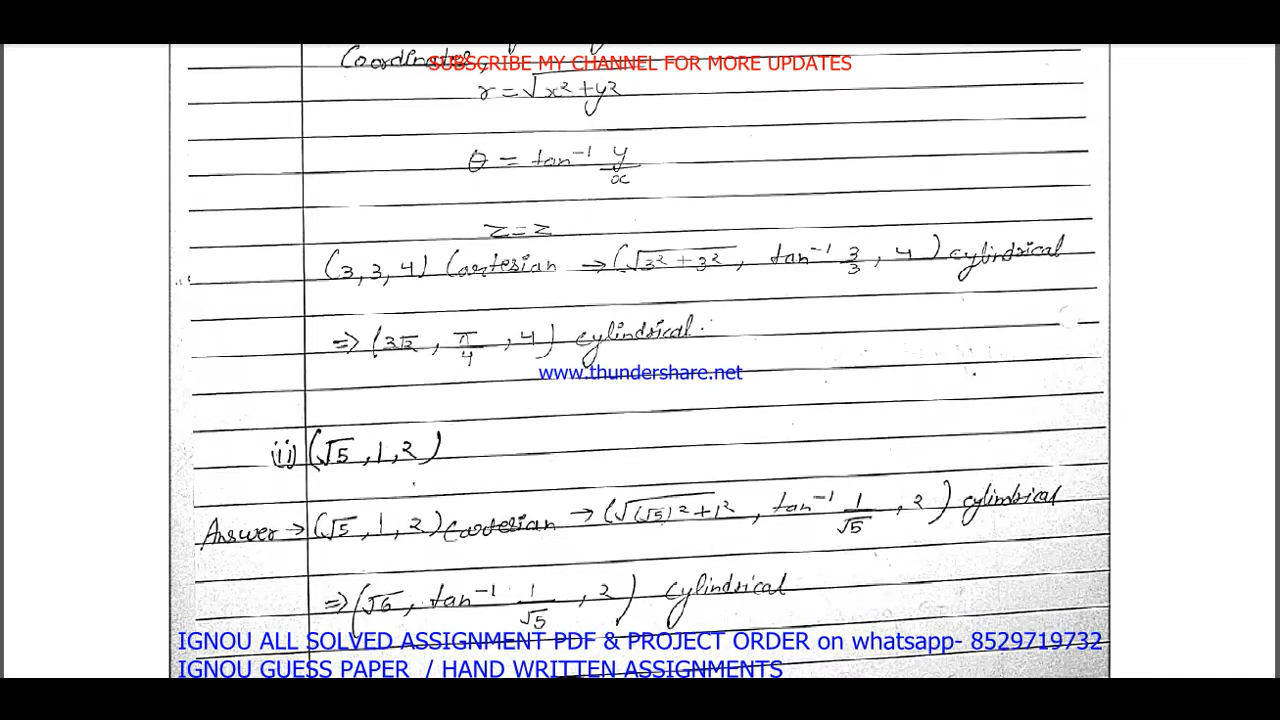 Coordinates,
SUBSCRIBE MY CHANNEL FOR MORE UPDATES
r = √x² + y²
θ = tan⁻¹ y/x
z = z
(3, 3, 4) Cartesian → (√3² + 3², tan⁻¹ 3/3, 4) cylindrical
⇒ (3√2, π/4, 4) cylindrical.
www.thundershare.net
ii) (√5, 1, 2)
Answer → (√5, 1, 2) Cartesian → (√(√5)² + 1², tan⁻¹ 1/√5, 2) cylindrical
⇒ (√6, tan⁻¹ 1/√5, 2) cylindrical
IGNOU ALL SOLVED ASSIGNMENT PDF & PROJECT ORDER on whatsapp- 8529719732
IGNOU GUESS PAPER / HAND WRITTEN ASSIGNMENTS